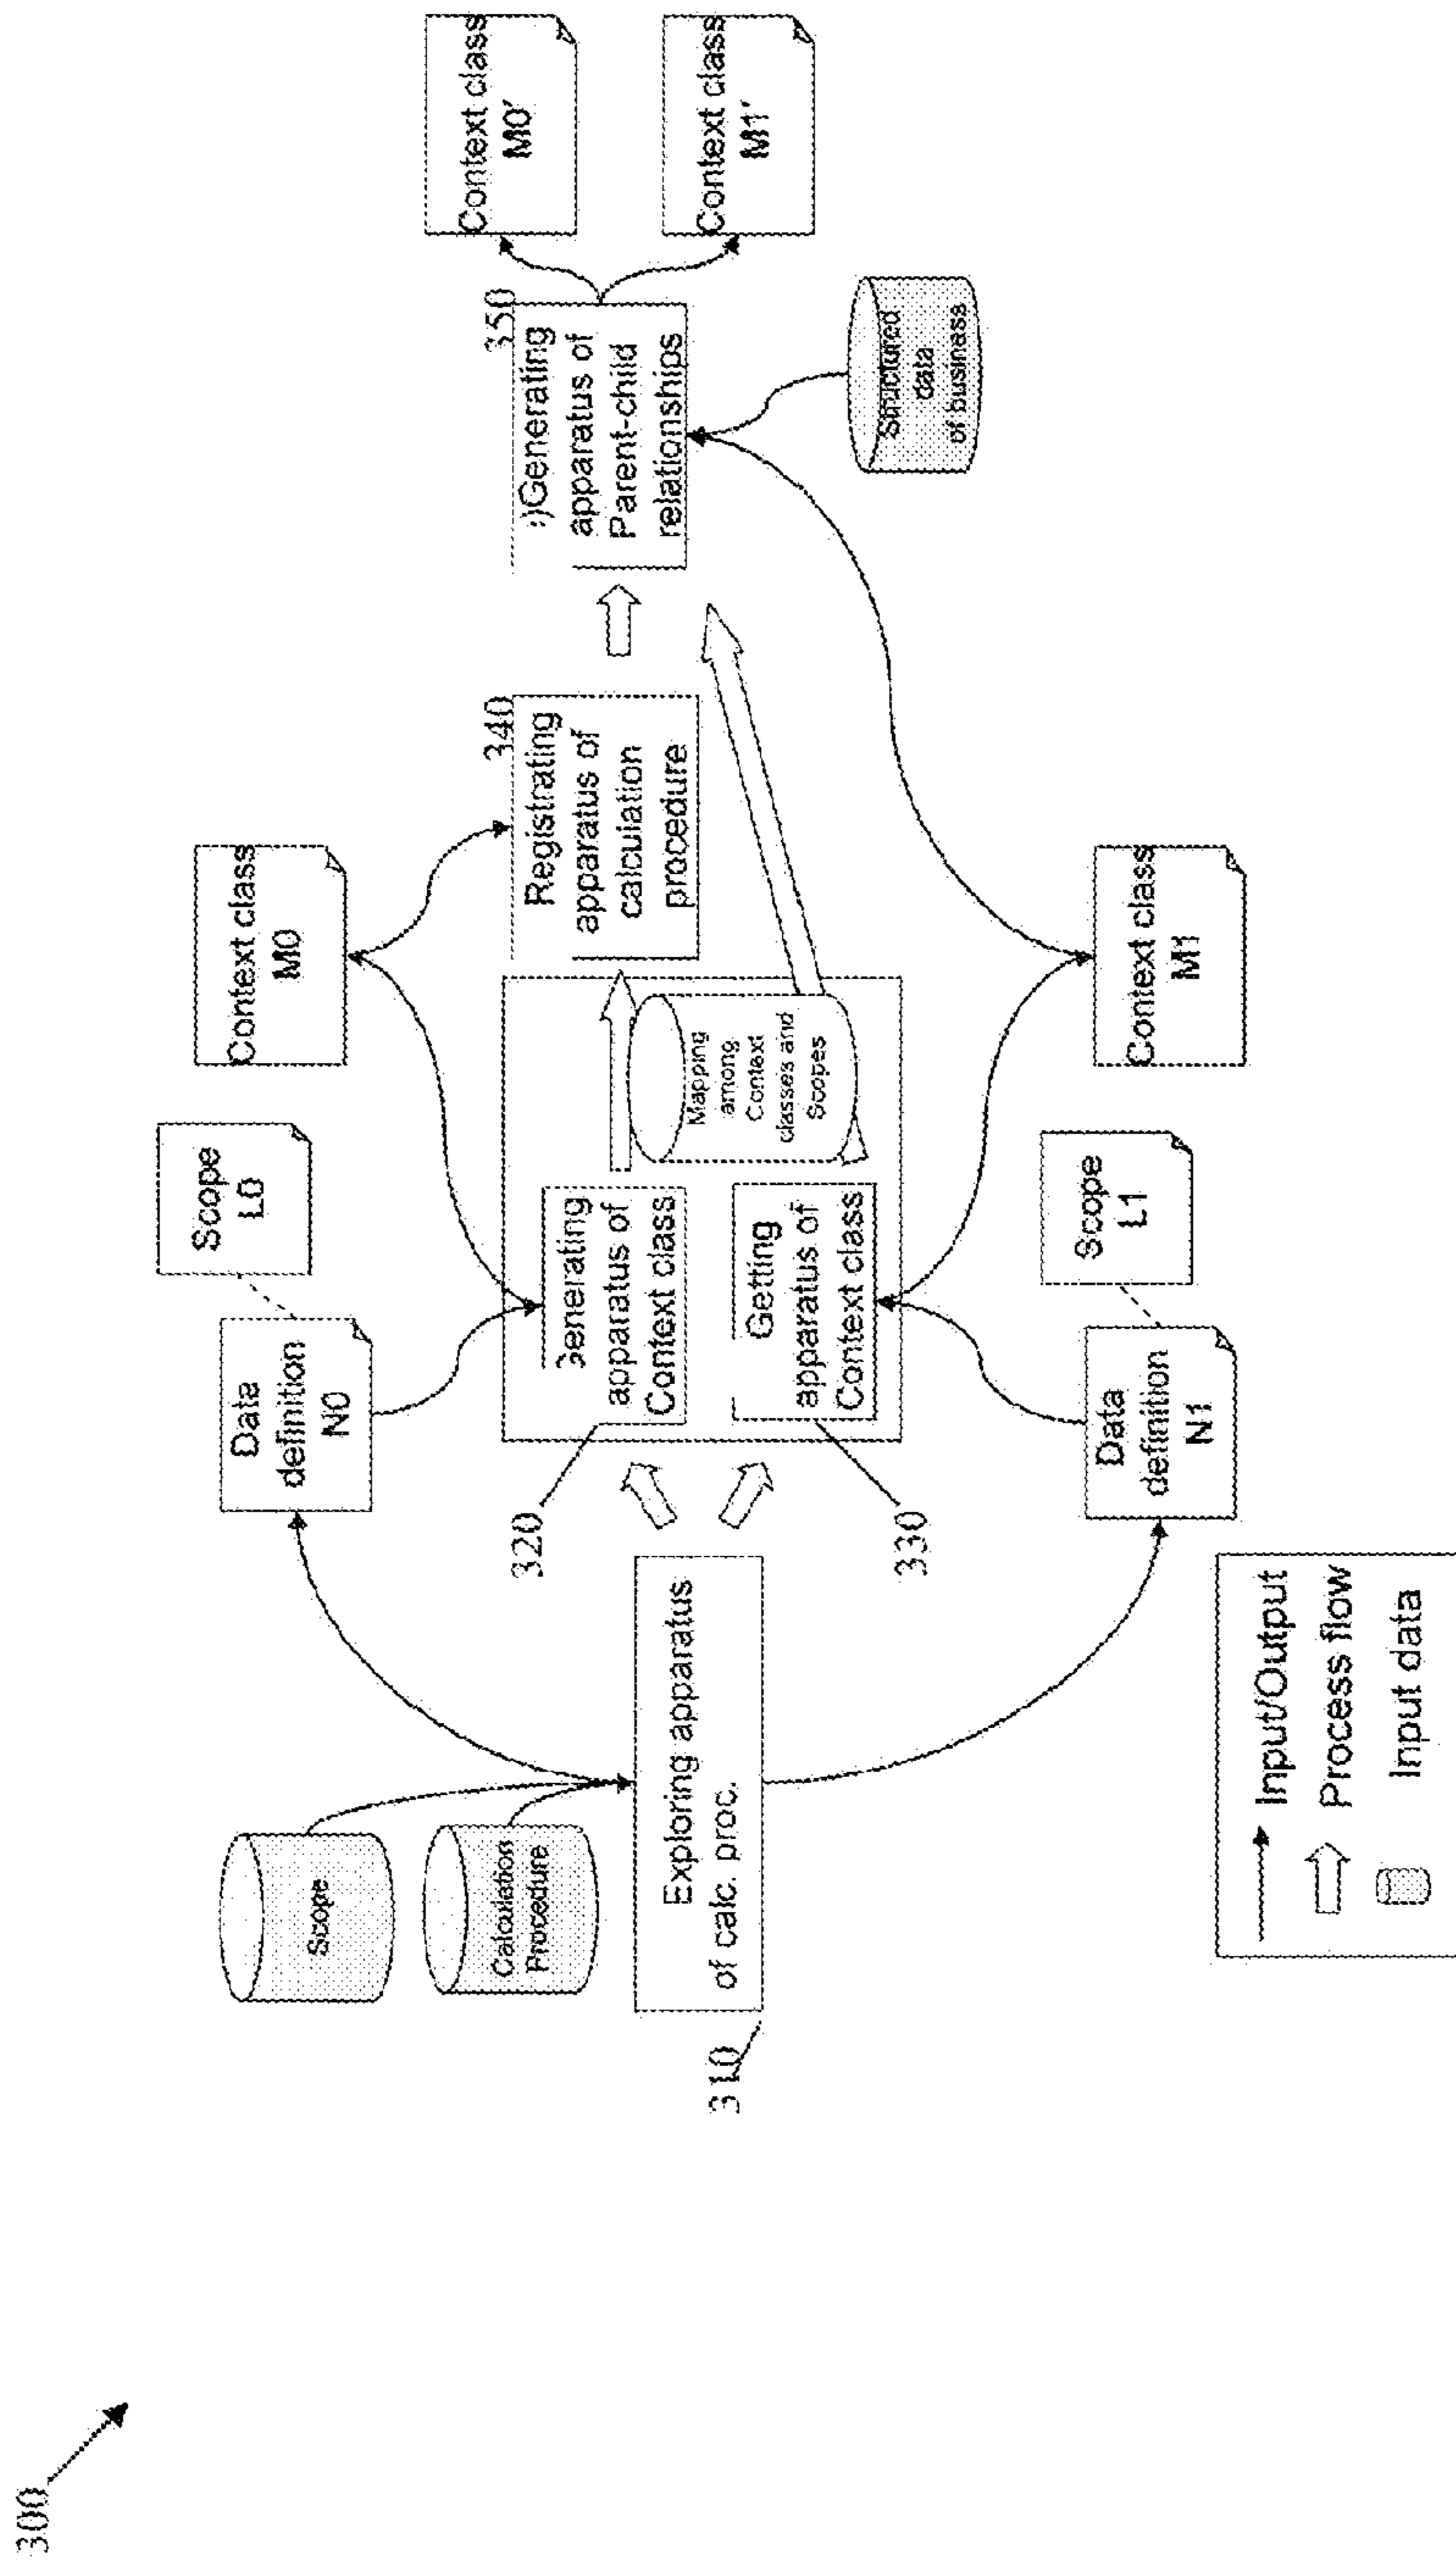 300
310
Exploring apparatus
of calc. proc.
Scope
Calculation
Procedure
Data
definition
N0
Scope
L0
Context class
M0
320
Generating
apparatus of
Context class
330
Getting
apparatus of
Context class
Mapping
among
Context
classes and
Scopes
340
Registrating
apparatus of
calculation
procedure
350
Generating
apparatus of
Parent-child
relationships
Context class
M0'
Context class
M1'
Structured
data
of business
Data
definition
N1
Scope
L1
Context class
M1
Input/Output
Process flow
Input data